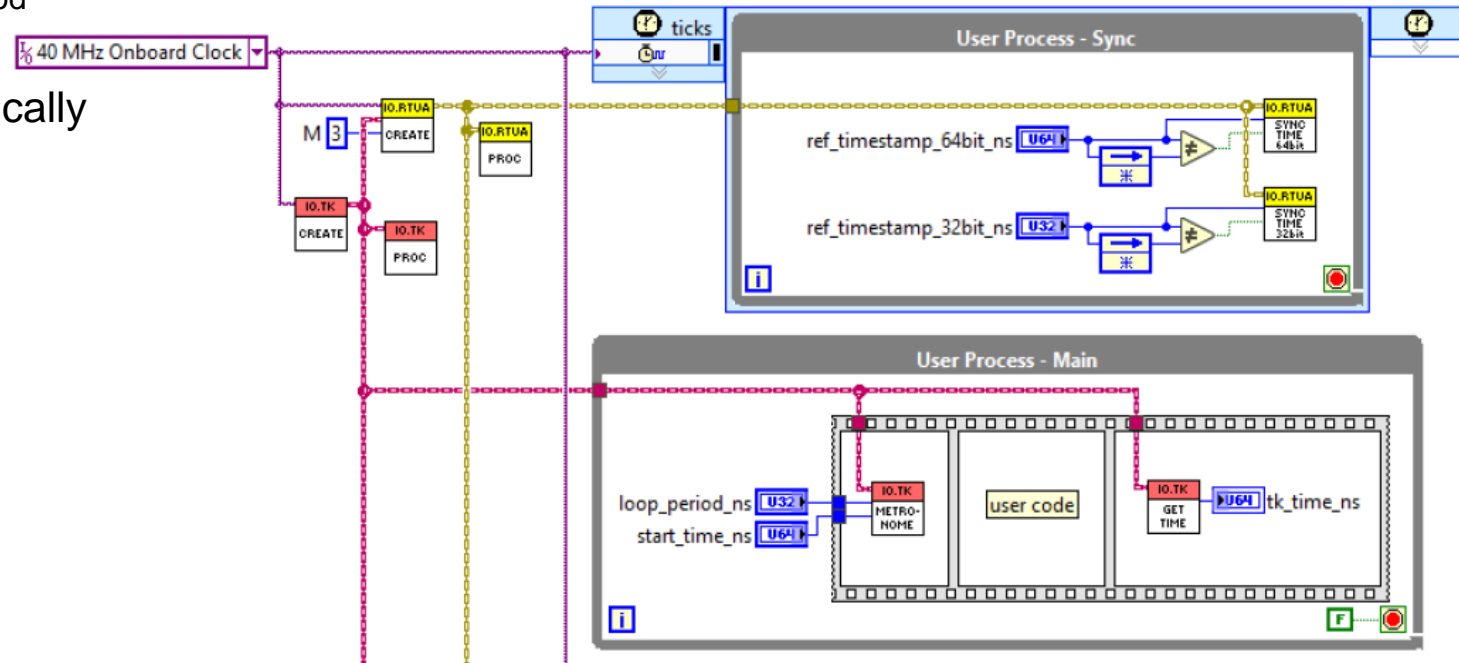 od
cally
40 MHz Onboard Clock
ticks
User Process - Sync
M 3
IO.RTUA
CREATE
IO.RTUA
PROC
IO.TK
CREATE
IO.TK
PROC
ref_timestamp_64bit_ns U64
IO.RTUA
SYNC
TIME
64bit
ref_timestamp_32bit_ns U32
IO.RTUA
SYNC
TIME
32bit
i
User Process - Main
loop_period_ns U32
start_time_ns U64
IO.TK
METRO-
NOME
user code
IO.TK
GET
TIME
U64 tk_time_ns
i
F